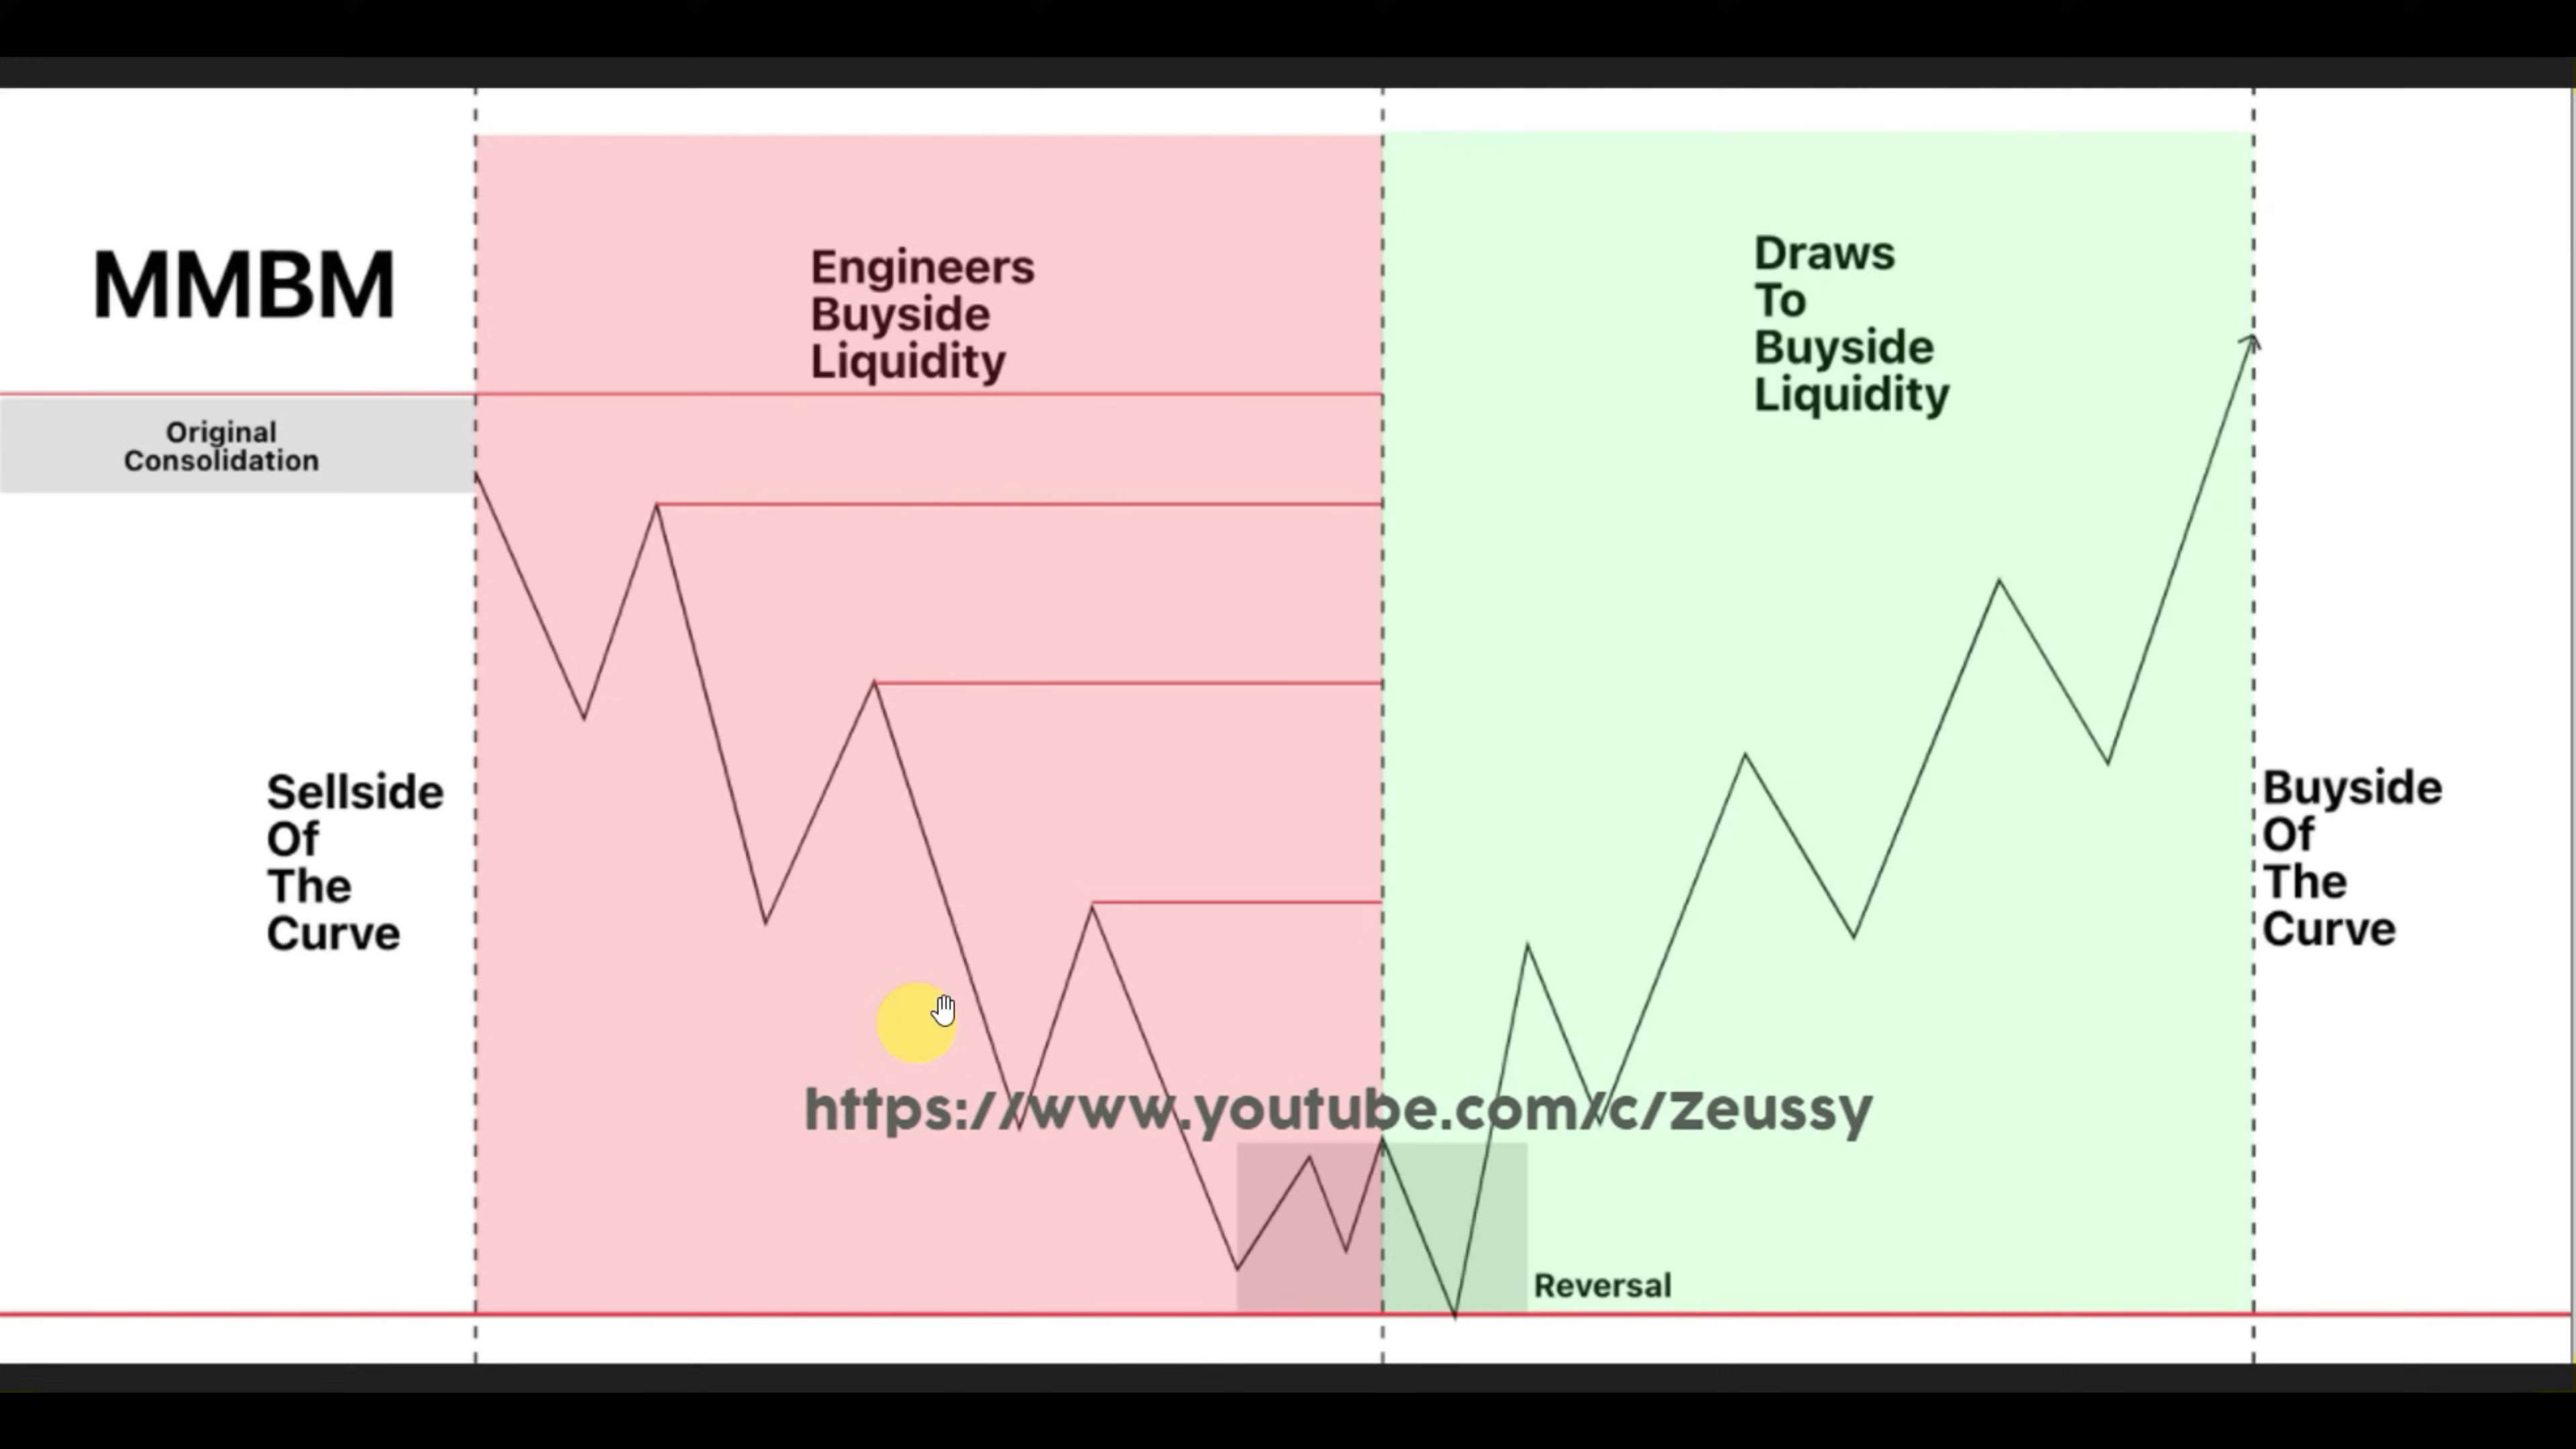 MMBM
Engineers
Buyside
Liquidity
Draws
To
Buyside
Liquidity
Original
Consolidation
Sellside
Of
The
Curve
Buyside
Of
The
Curve
https://www.youtube.com/c/zeussy
Reversal